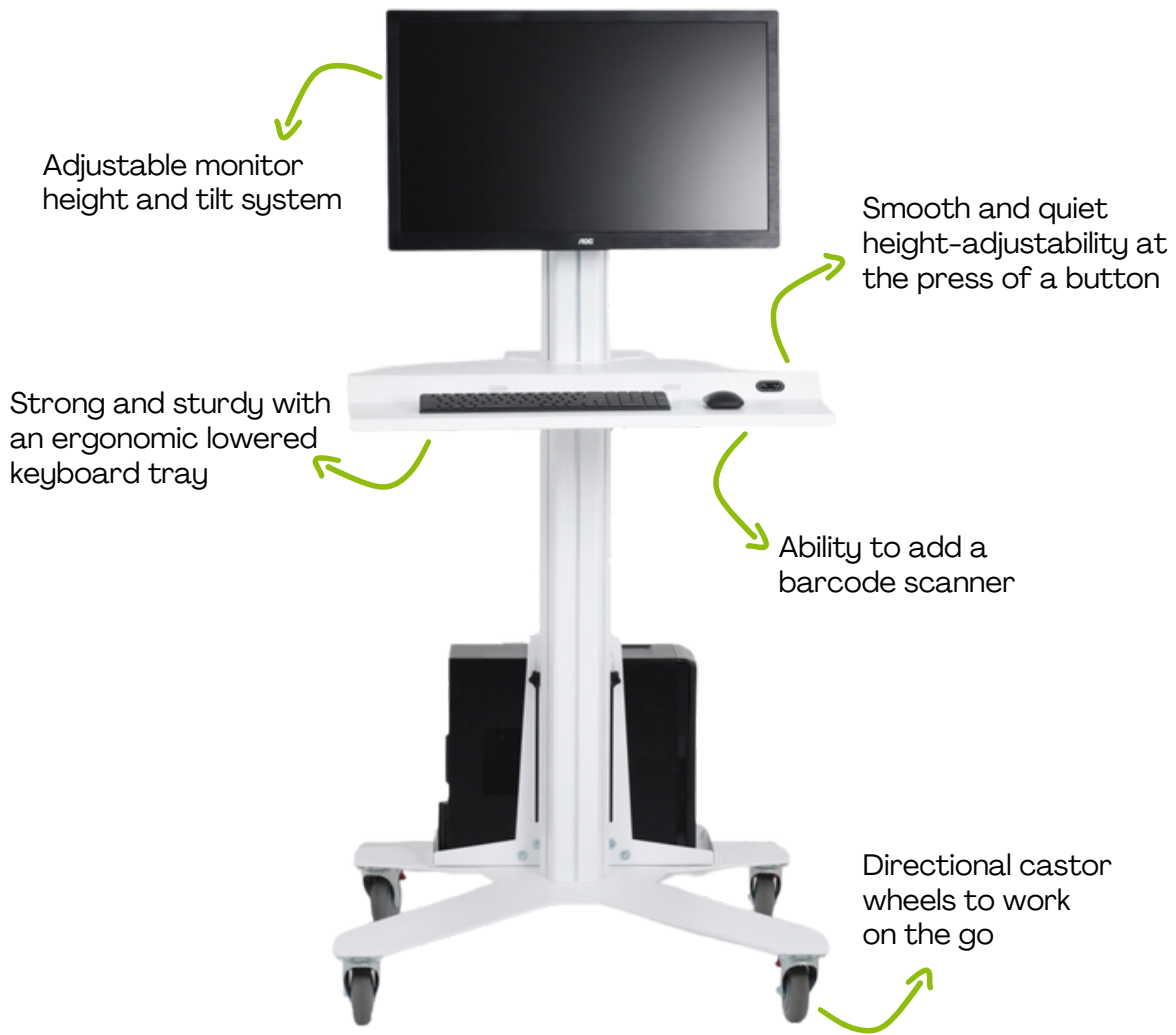 AOC
Adjustable monitor
height and tilt system
Smooth and quiet
height-adjustability at
the press of a button
Strong and sturdy with
an ergonomic lowered
keyboard tray
Ability to add a
barcode scanner
Directional castor
wheels to work
on the go